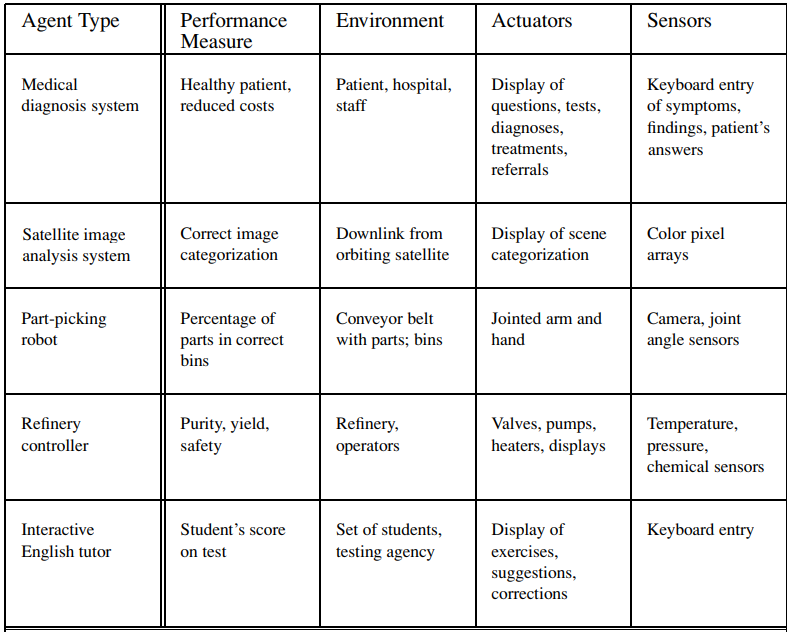 Agent Type
Performance
Measure
Environment
Actuators
Sensors
Medical
diagnosis system
Healthy patient,
reduced costs
Patient, hospital,
staff
Display of
questions, tests,
diagnoses,
treatments,
referrals
Keyboard entry
of symptoms,
findings, patient's
answers
Satellite image
analysis system
Correct image
categorization
Downlink from
orbiting satellite
Display of scene
categorization
Color pixel
arrays
Part-picking
robot
Percentage of
parts in correct
bins
Conveyor belt
with parts; bins
Jointed arm and
hand
Camera, joint
angle sensors
Refinery
controller
Purity, yield,
safety
Refinery,
operators
Valves, pumps,
heaters, displays
Temperature,
pressure,
chemical sensors
Interactive
English tutor
Student's score
on test
Set of students,
testing agency
Display of
exercises,
suggestions,
corrections
Keyboard entry